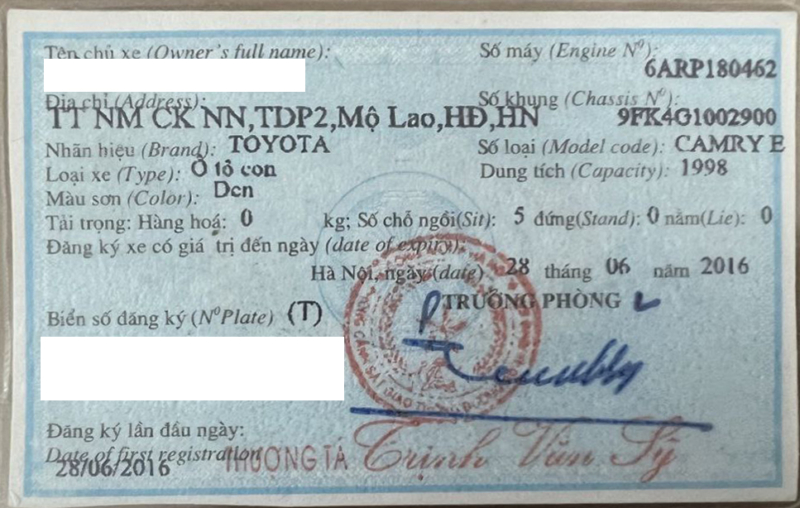 Tên chủ xe (Owner's full name):
Số máy (Engine Nº):
6ARP180462
Địa chỉ (Address):
Số khung (Chassis Nº):
TT NM CK NN,TDP2,Mộ Lao,HĐ,HN
9FK4G1002900
Nhãn hiệu (Brand): TOYOTA
Số loại (Model code): CAMRY E
Loại xe (Type): Ô tô con
Dung tích (Capacity): 1998
Màu sơn (Color): Đen
Tải trọng: Hàng hoá: 0 kg; Số chỗ ngồi(Sit): 5 đứng(Stand): 0 nằm(Lie): 0
Đăng ký xe có giá trị đến ngày (date of expiry):
Hà Nội, ngày (date) 28 tháng 06 năm 2016
TRƯỞNG PHÒNG
Biển số đăng ký (NºPlate) (T)
Đăng ký lần đầu ngày:
Date of first registration
28/06/2016
THƯỢNG TÁ Trịnh Văn Sỹ